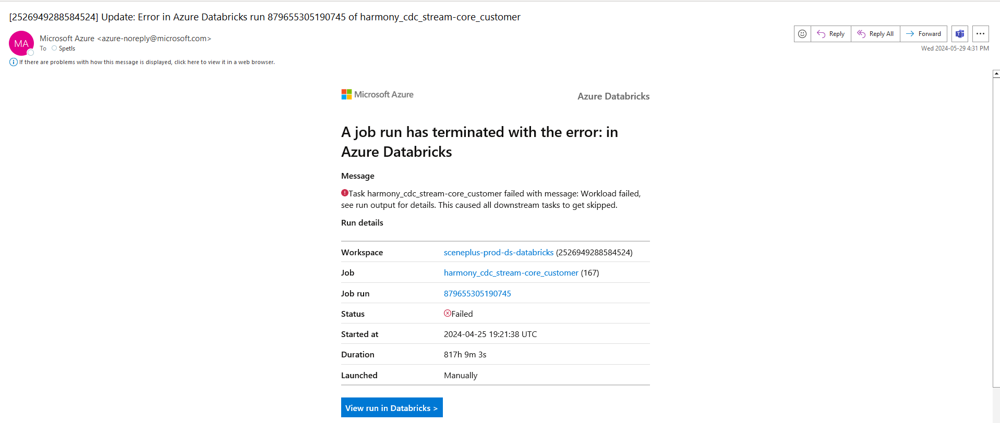 [2526949288584524] Update: Error in Azure Databricks run 879655305190745 of harmony_cdc_stream-core_customer
MA
Microsoft Azure <azure-noreply@microsoft.com>
To Spetls
Reply
Reply All
Forward
Wed 2024-05-29 4:31 PM
If there are problems with how this message is displayed, click here to view it in a web browser.
Microsoft Azure
Azure Databricks
A job run has terminated with the error: in
Azure Databricks
Message
Task harmony_cdc_stream-core_customer failed with message: Workload failed,
see run output for details. This caused all downstream tasks to get skipped.
Run details
Workspace sceneplus-prod-ds-databricks (2526949288584524)
Job harmony_cdc_stream-core_customer (167)
Job run 879655305190745
Status Failed
Started at 2024-04-25 19:21:38 UTC
Duration 817h 9m 3s
Launched Manually
View run in Databricks >